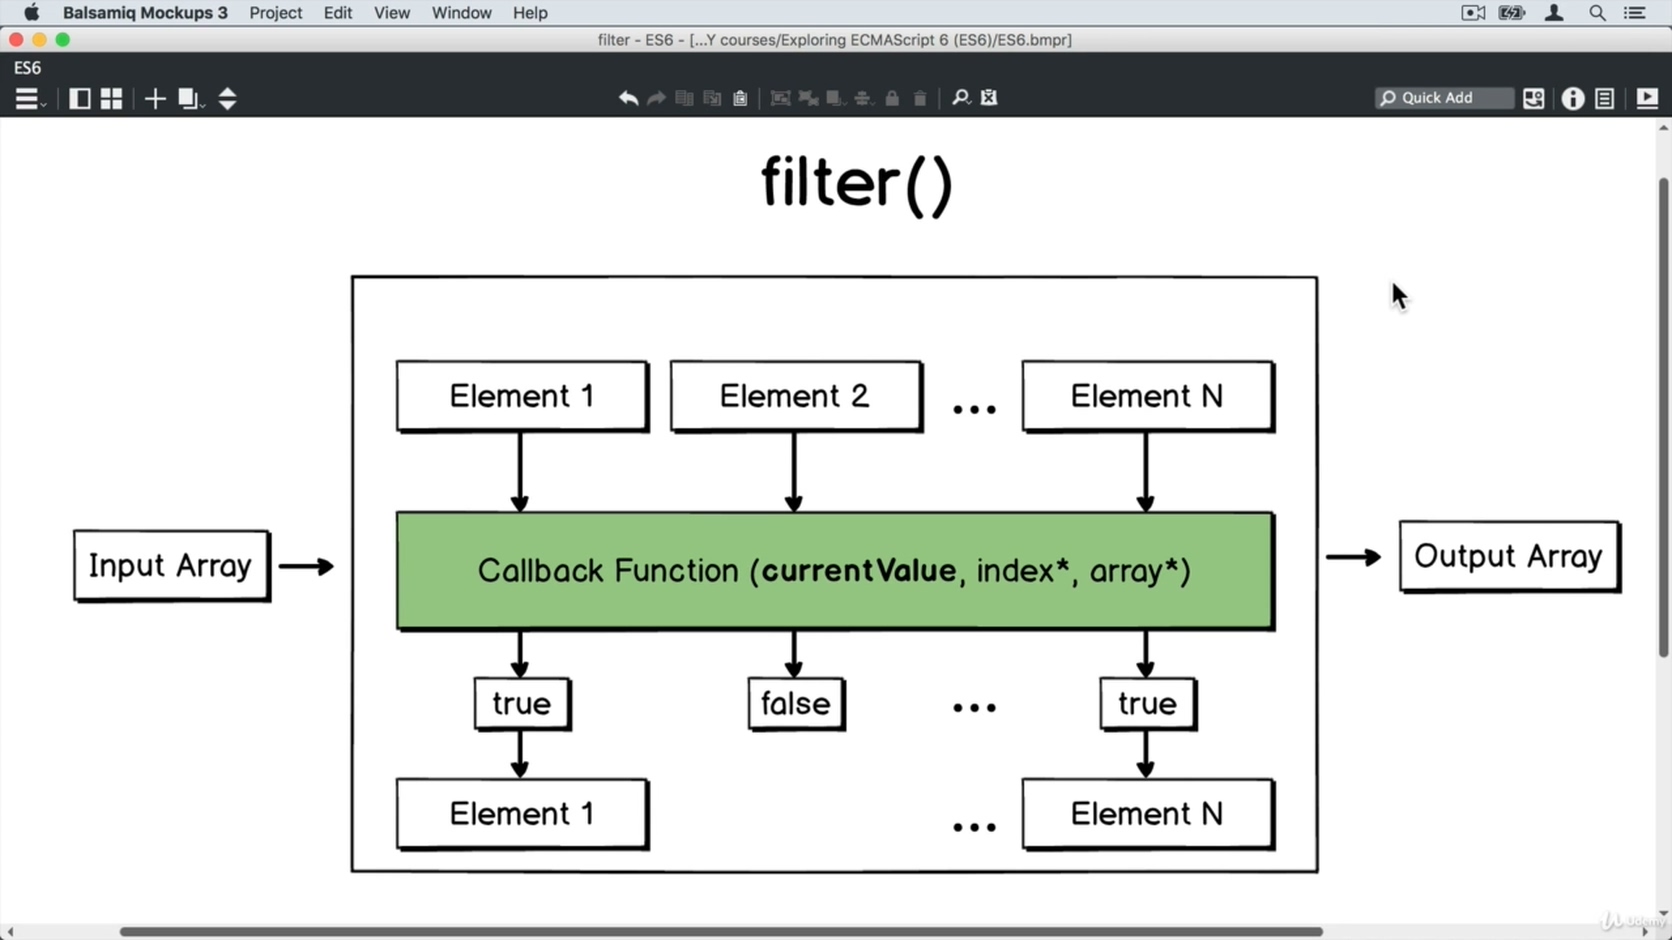 Balsamiq Mockups 3 Project Edit View Window Help
filter - ES6 - [...Y courses/Exploring ECMAScript 6 (ES6)/ES6.bmpr]
ES6
Quick Add
filter()
Element 1 Element 2 ... Element N
Input Array
Callback Function (currentValue, index*, array*)
Output Array
true false ... true
Element 1 ... Element N
Udemy